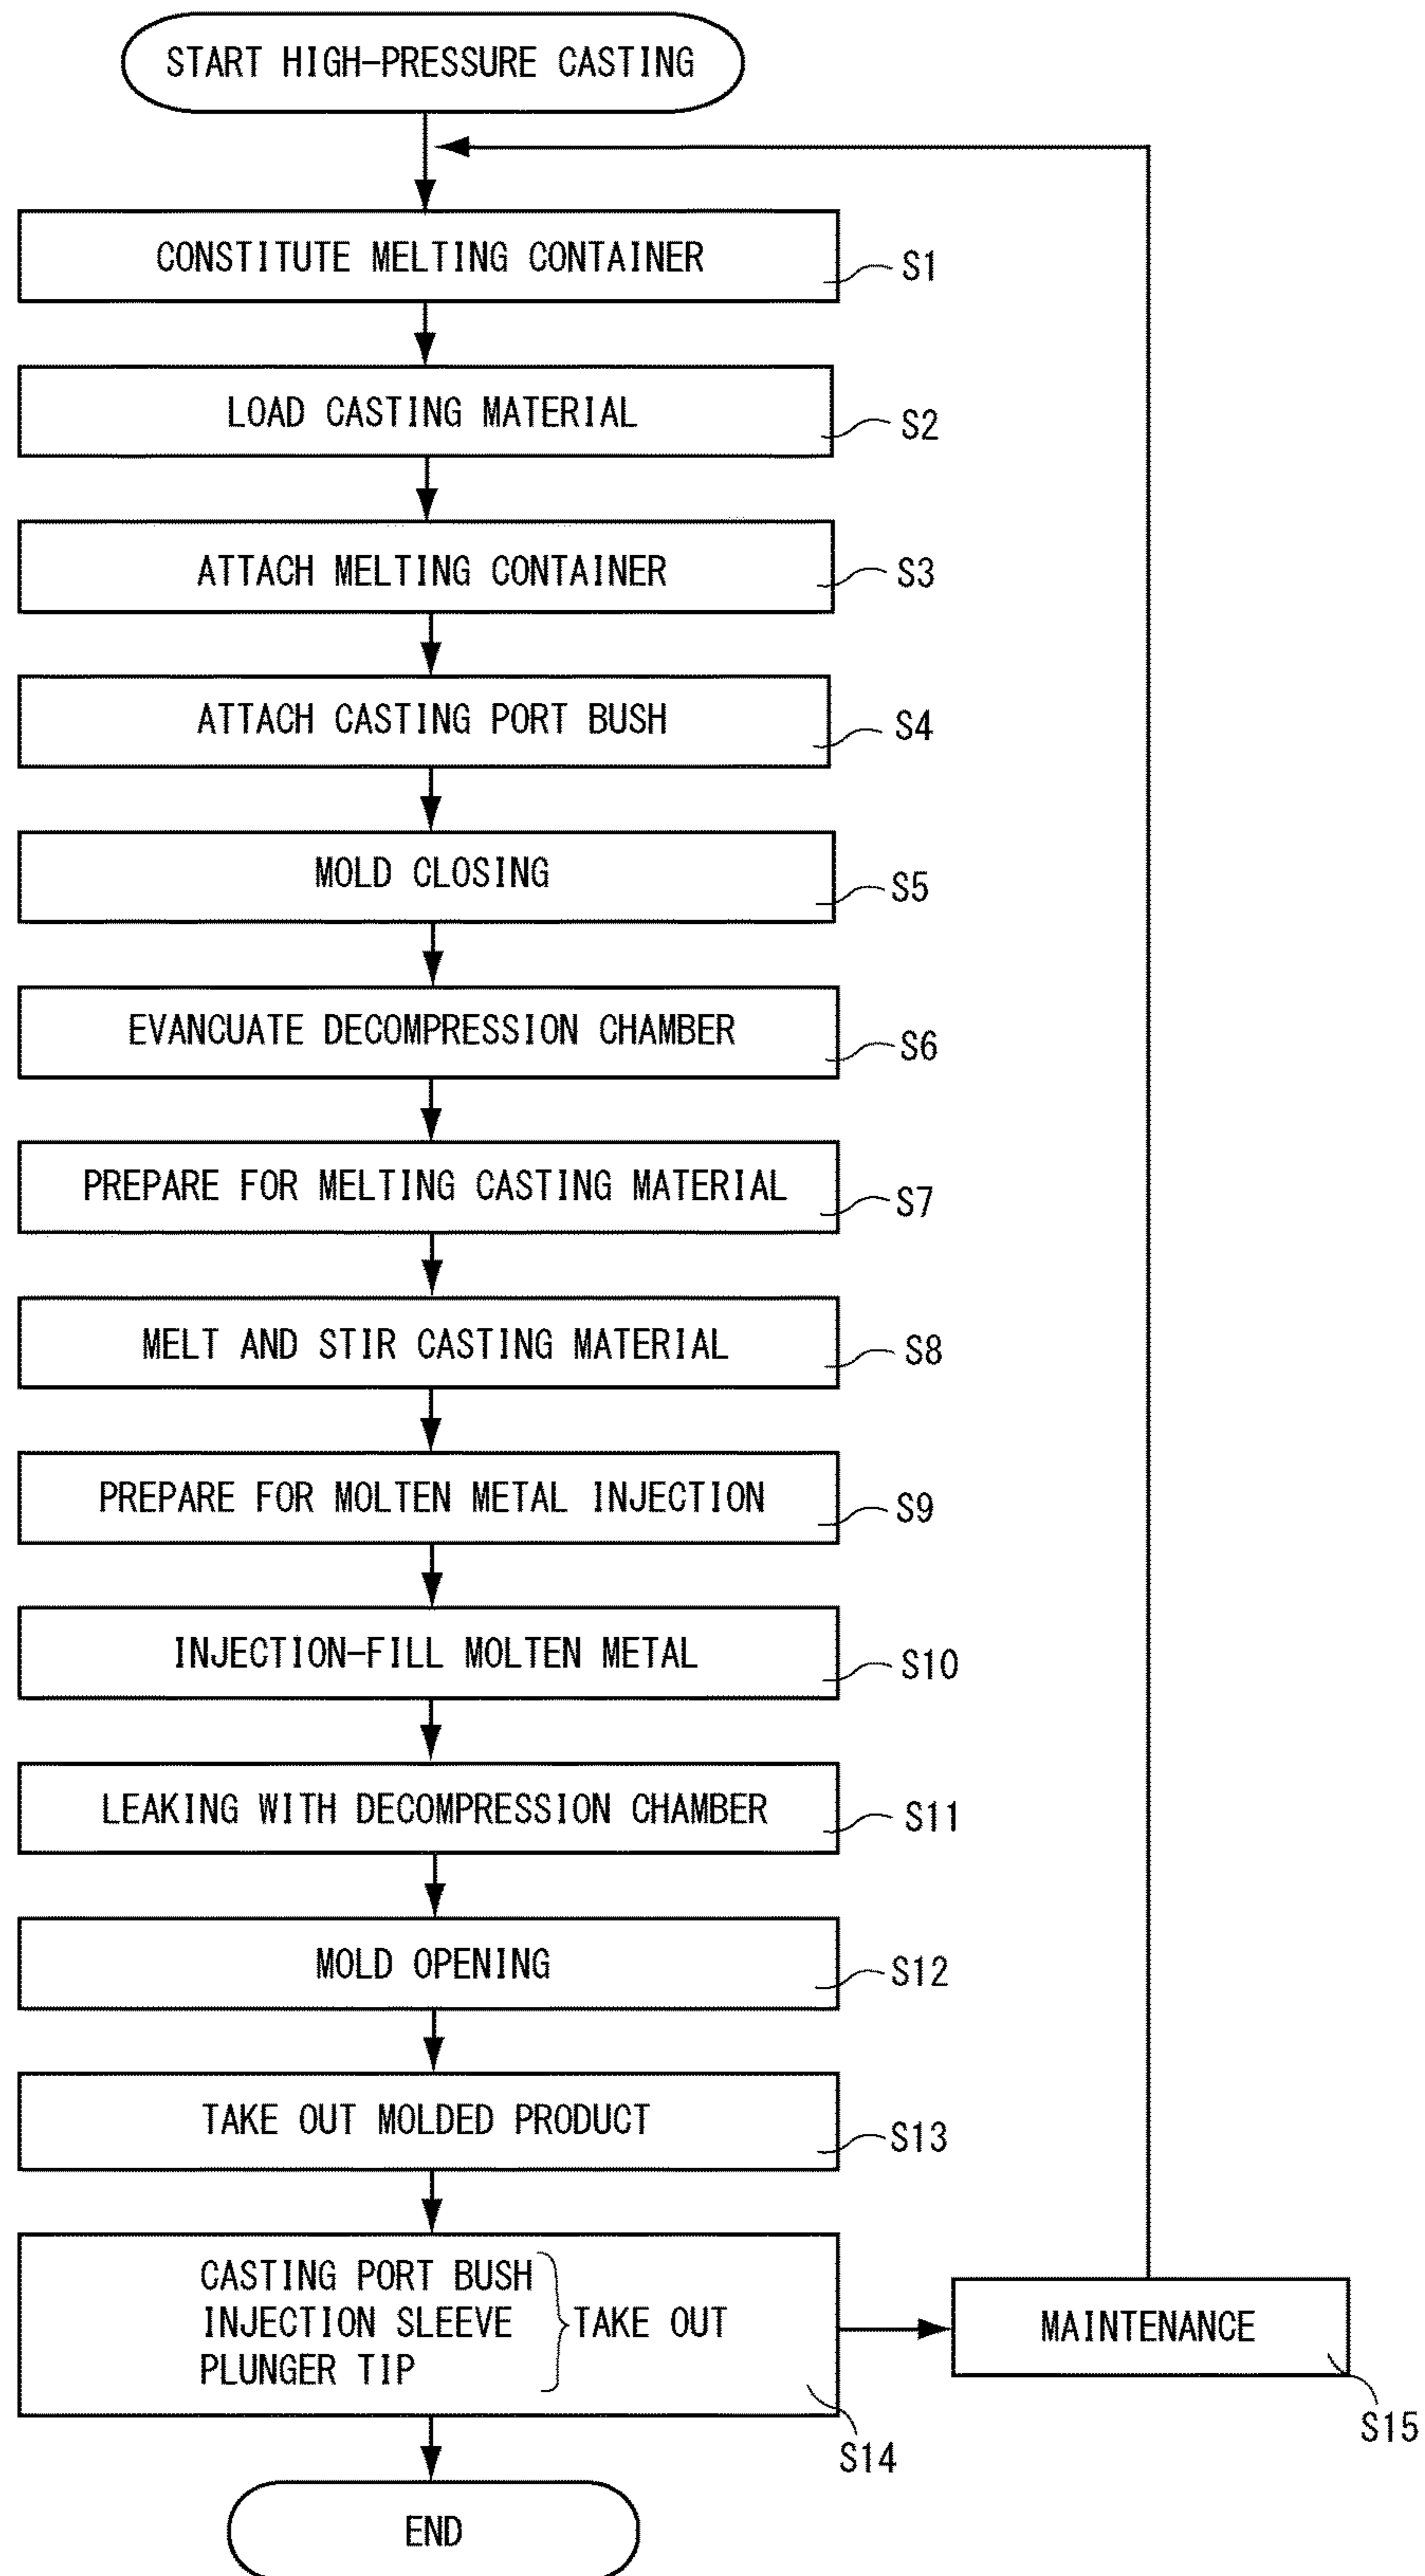 START HIGH-PRESSURE CASTING
CONSTITUTE MELTING CONTAINER
S1
LOAD CASTING MATERIAL
S2
ATTACH MELTING CONTAINER
S3
ATTACH CASTING PORT BUSH
S4
MOLD CLOSING
S5
EVANCUATE DECOMPRESSION CHAMBER
S6
PREPARE FOR MELTING CASTING MATERIAL
S7
MELT AND STIR CASTING MATERIAL
S8
PREPARE FOR MOLTEN METAL INJECTION
S9
INJECTION-FILL MOLTEN METAL
S10
LEAKING WITH DECOMPRESSION CHAMBER
S11
MOLD OPENING
S12
TAKE OUT MOLDED PRODUCT
S13
CASTING PORT BUSH
INJECTION SLEEVE
PLUNGER TIP
TAKE OUT
S14
MAINTENANCE
S15
END